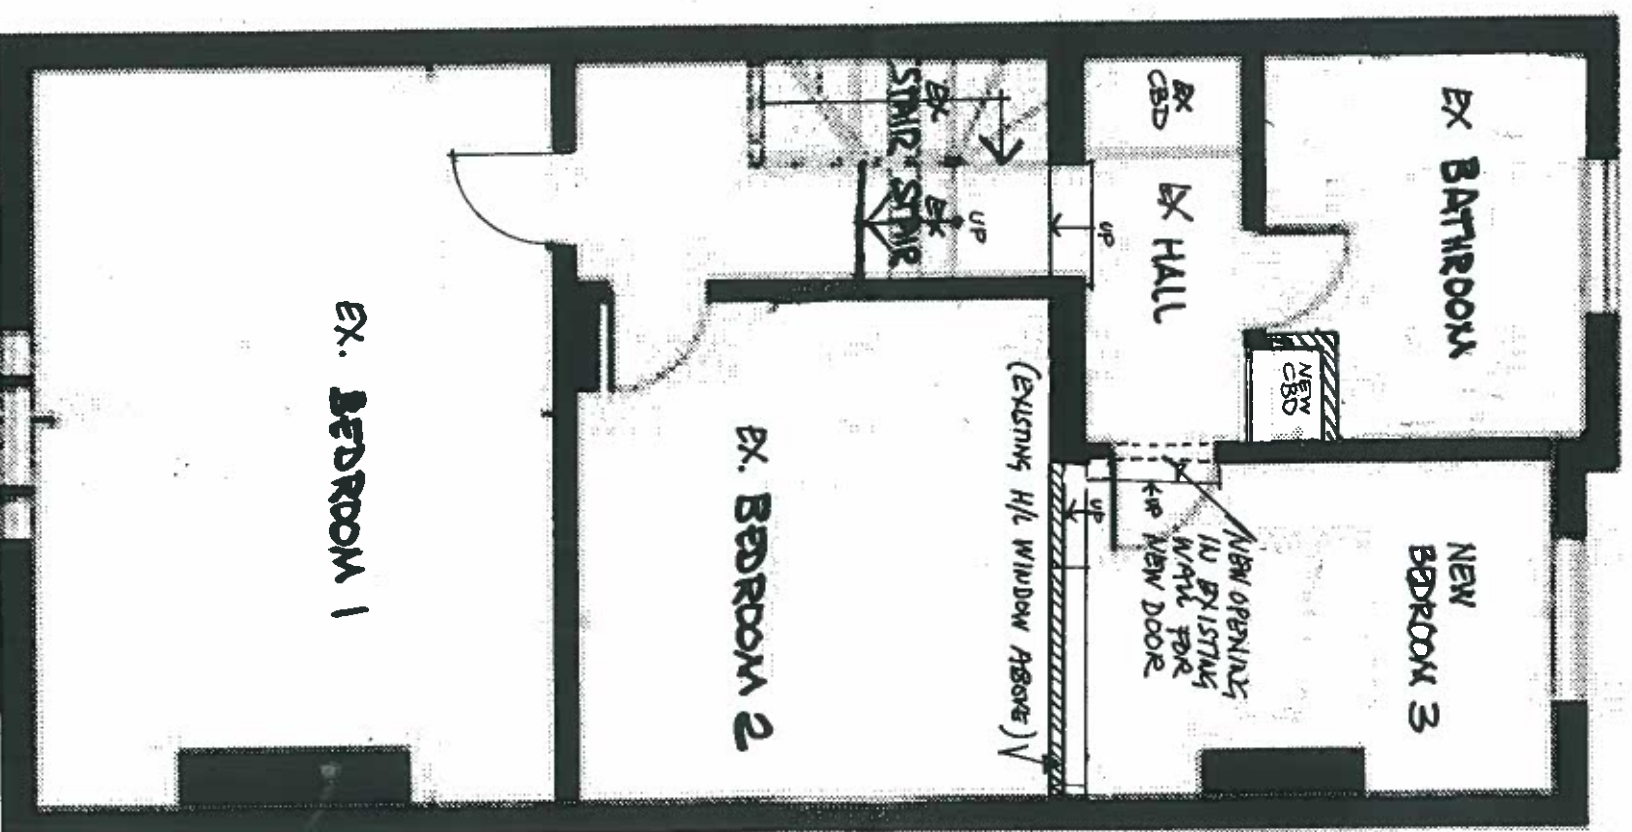 EX. BEDROOM 1
EX
STAIR
EX
STAIR
UP
UP
EX. BEDROOM 2
(EXISTING H/L WINDOW ABOVE)
EX
CBD
EX HALL
EX BATHROOM
NEW
CBD
UP
UP
NEW DOOR
NEW OPENING
IN EXISTING
WALL FOR
NEW
BEDROOM 3